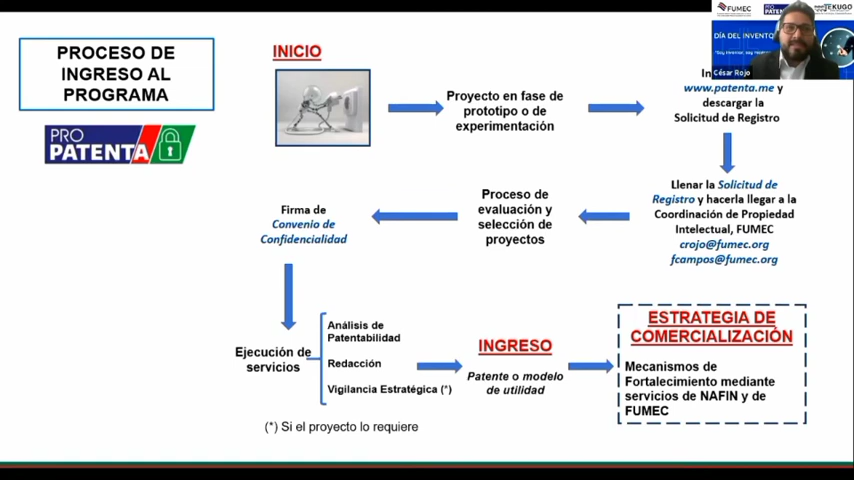 PROCESO DE
INGRESO AL
PROGRAMA
PRO
PATENTA
INICIO
Proyecto en fase de
prototipo o de
experimentación
FUMEC
PATENTA
TEKUGO
DÍA DEL INVENTO
César Rojo
www.patenta.me y
descargar la
Solicitud de Registro
Llenar la Solicitud de
Registro y hacerla llegar a la
Coordinación de Propiedad
Intelectual, FUMEC
crojo@fumec.org
fcampos@fumec.org
Proceso de
evaluación y
selección de
proyectos
Firma de
Convenio de
Confidencialidad
Ejecución de
servicios
Análisis de
Patentabilidad
Redacción
Vigilancia Estratégica (*)
(*) Si el proyecto lo requiere
INGRESO
Patente o modelo
de utilidad
ESTRATEGIA DE
COMERCIALIZACIÓN
Mecanismos de
Fortalecimiento mediante
servicios de NAFIN y de
FUMEC